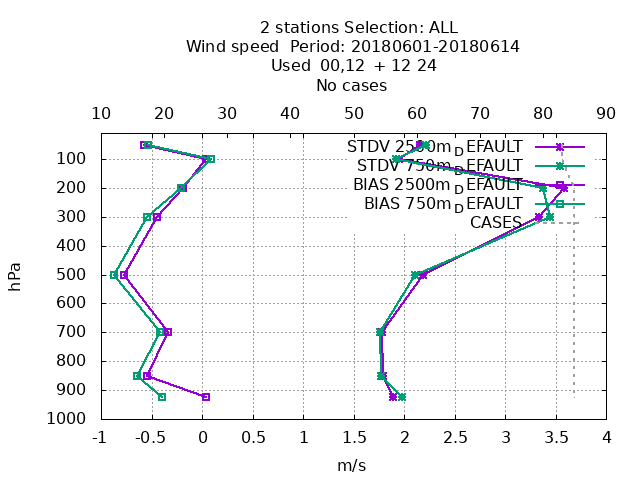 2 stations Selection: ALL
Wind speed  Period: 20180601-20180614
Used  00,12  + 12 24
No cases
10 20 30 40 50 60 70 80 90
STDV 2500m_DEFAULT
STDV 750m_DEFAULT
BIAS 2500m_DEFAULT
BIAS 750m_DEFAULT
CASES
100
200
300
400
500
600
700
800
900
1000
hPa
-1 -0.5 0 0.5 1 1.5 2 2.5 3 3.5 4
m/s